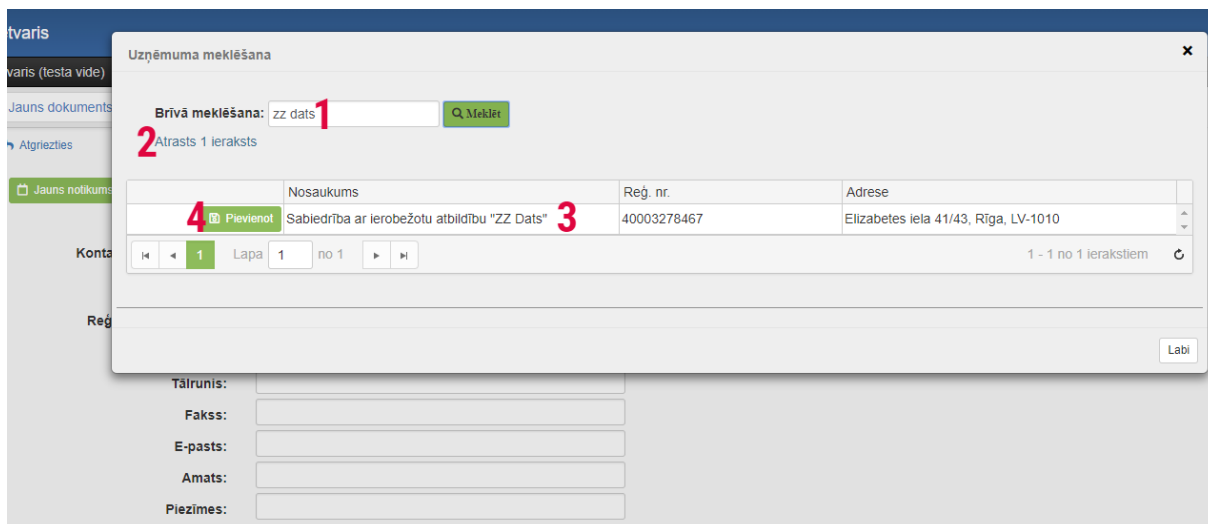 tvaris
Uzņēmuma meklēšana ×
varis (testa vide)
Jauns dokuments
Brīvā meklēšana: zz dats 1 Meklēt
2 Atrasts 1 ieraksts
Atgriezties
Jauns notikums
Nosaukums Reģ. nr. Adrese
4 Pievienot Sabiedrība ar ierobežotu atbildību "ZZ Dats" 3 40003278467 Elizabetes iela 41/43, Rīga, LV-1010
Konta
1 Lapa 1 no 1 1 - 1 no 1 ierakstiem
Reģ
Labi
Tālrunis:
Fakss:
E-pasts:
Amats:
Piezīmes: